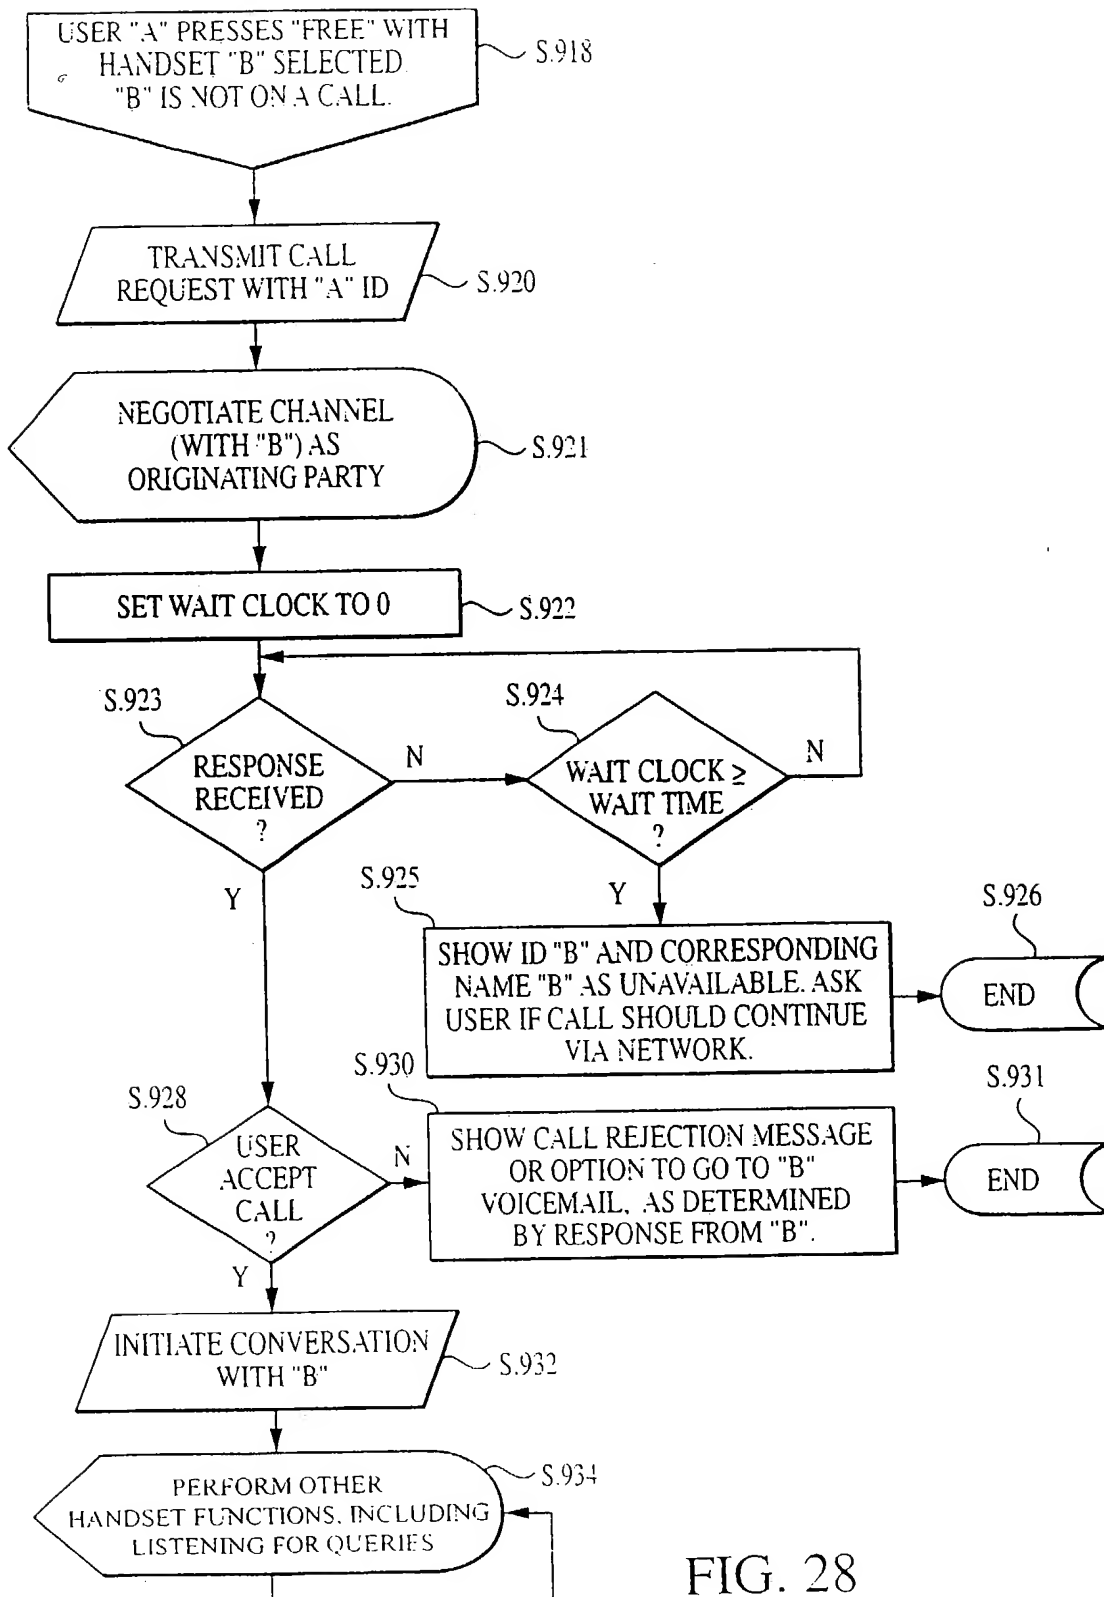 USER "A" PRESSES "FREE" WITH
HANDSET "B" SELECTED.
"B" IS NOT ON A CALL.
S.918
TRANSMIT CALL
REQUEST WITH "A" ID
S.920
NEGOTIATE CHANNEL
(WITH "B") AS
ORIGINATING PARTY
S.921
SET WAIT CLOCK TO 0
S.922
S.923
RESPONSE
RECEIVED
?
N
Y
S.924
WAIT CLOCK ≥
WAIT TIME
?
N
Y
S.925
SHOW ID "B" AND CORRESPONDING
NAME "B" AS UNAVAILABLE. ASK
USER IF CALL SHOULD CONTINUE
VIA NETWORK.
S.926
END
S.928
USER
ACCEPT
CALL
?
N
Y
S.930
SHOW CALL REJECTION MESSAGE
OR OPTION TO GO TO "B"
VOICEMAIL, AS DETERMINED
BY RESPONSE FROM "B".
S.931
END
INITIATE CONVERSATION
WITH "B"
S.932
PERFORM OTHER
HANDSET FUNCTIONS, INCLUDING
LISTENING FOR QUERIES
S.934
FIG. 28